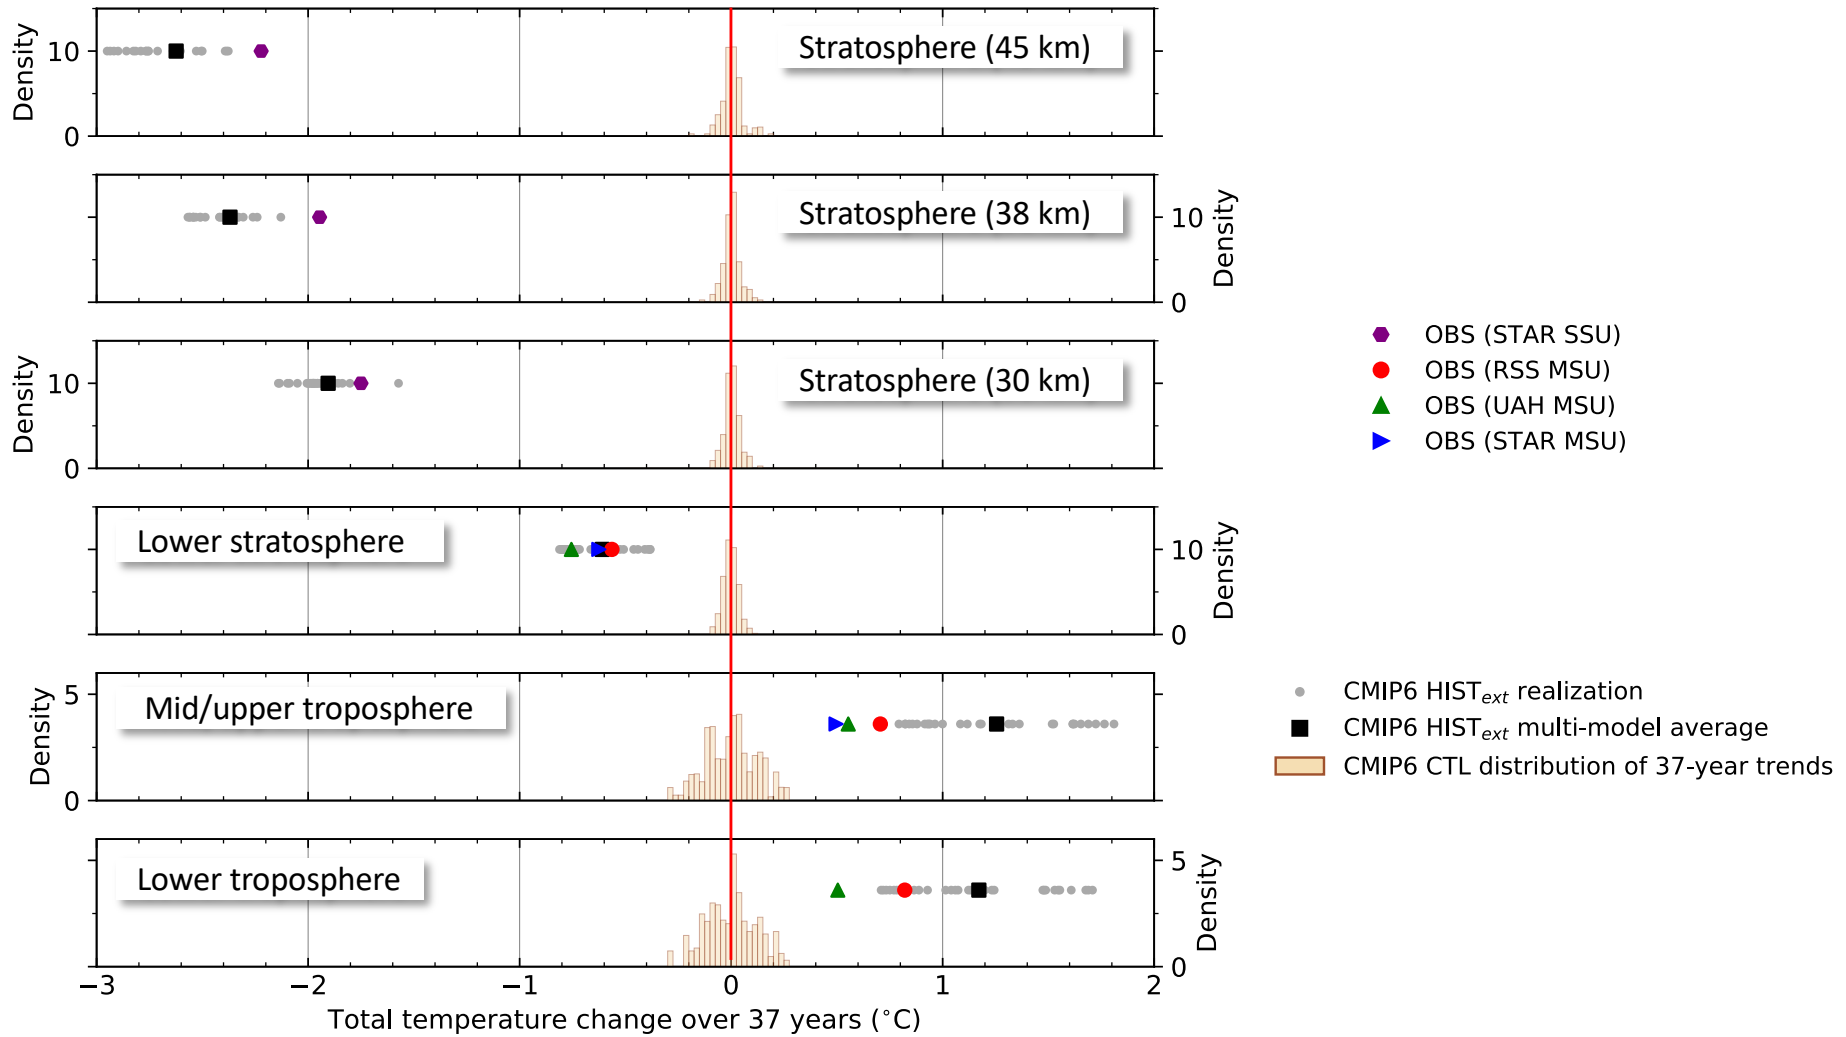 Density
10
0
Stratosphere (45 km)
Stratosphere (38 km)
10
0
Density
Density
10
0
Stratosphere (30 km)
Lower stratosphere
10
0
Density
Density
5
0
Mid/upper troposphere
Lower troposphere
5
0
Density
−3 −2 −1 0 1 2
Total temperature change over 37 years (°C)
OBS (STAR SSU)
OBS (RSS MSU)
OBS (UAH MSU)
OBS (STAR MSU)
CMIP6 HISText realization
CMIP6 HISText multi-model average
CMIP6 CTL distribution of 37-year trends